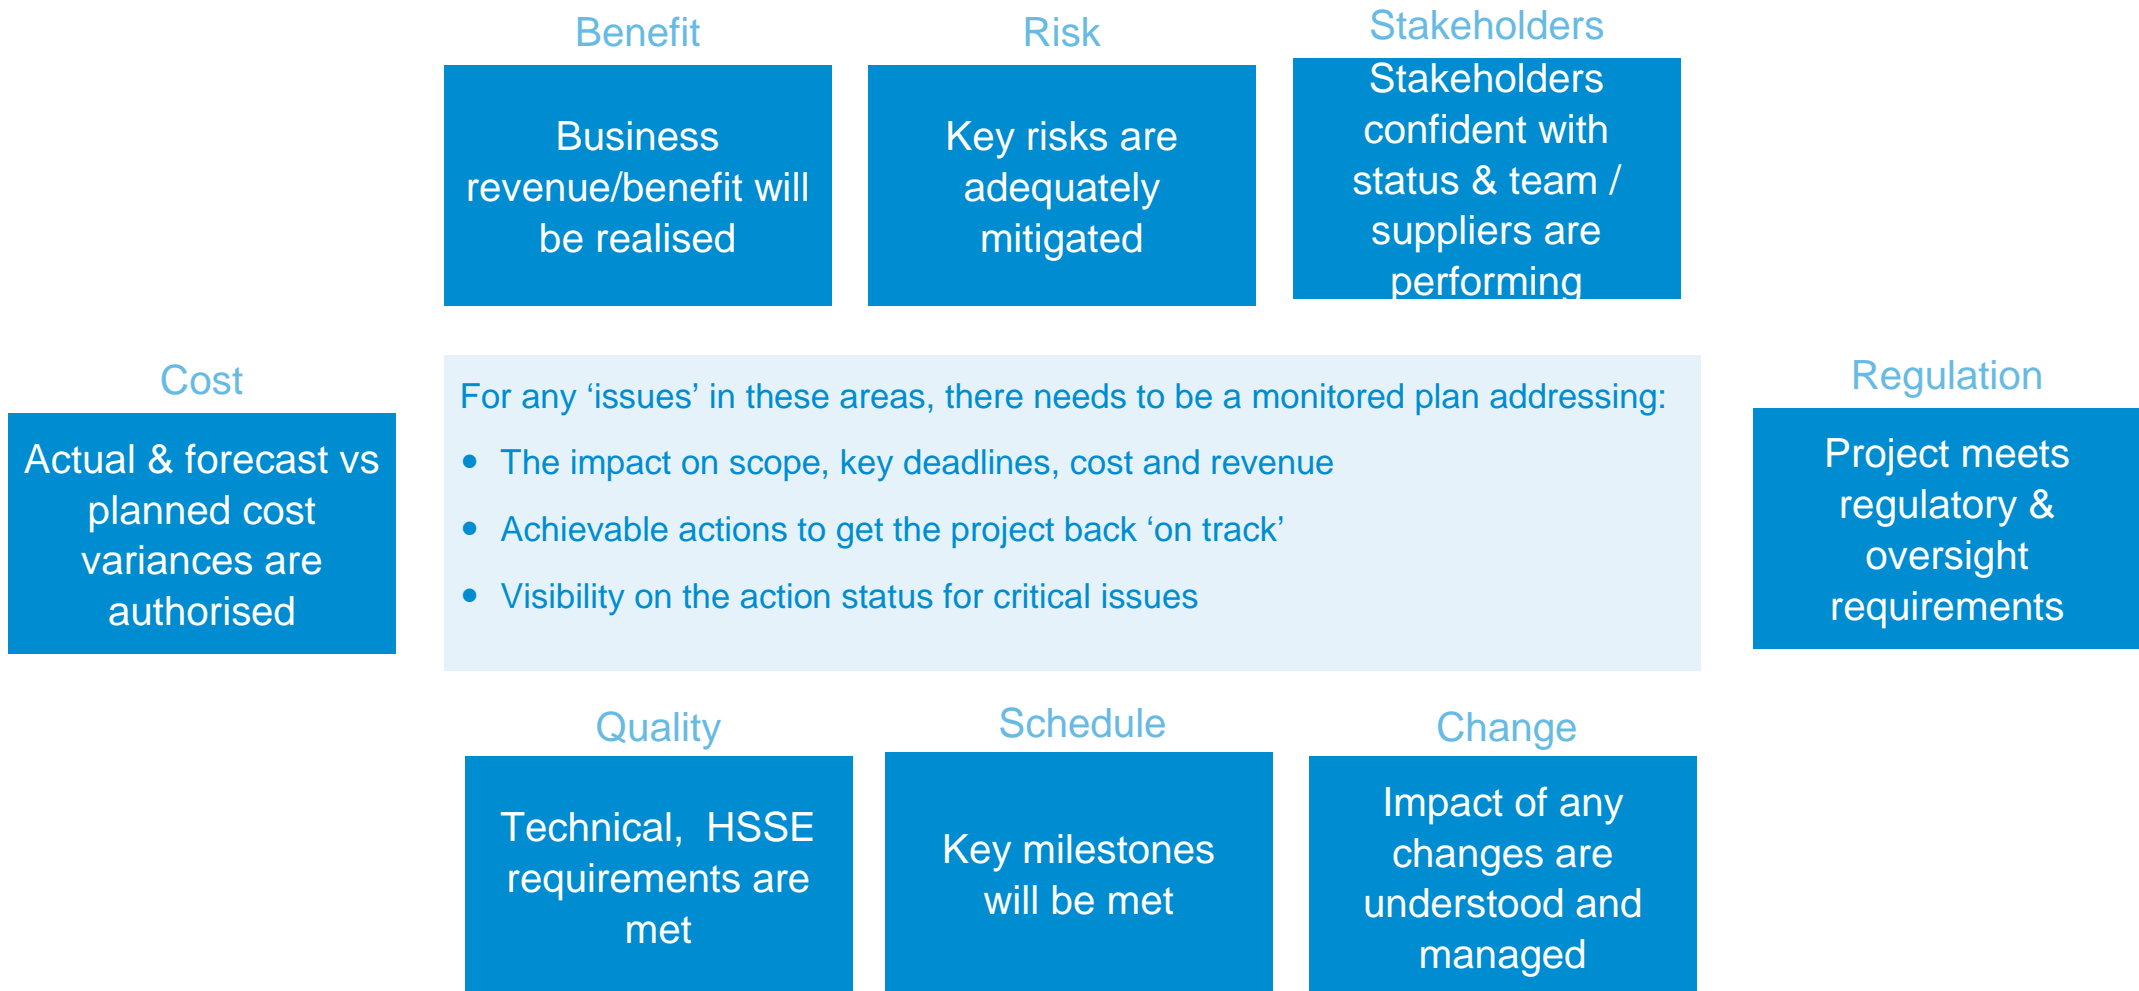 Benefit
Business
revenue/benefit will
be realised
Risk
Key risks are
adequately
mitigated
Stakeholders
Stakeholders
confident with
status & team /
suppliers are
performing
Cost
Actual & forecast vs
planned cost
variances are
authorised
For any ‘issues’ in these areas, there needs to be a monitored plan addressing:
• The impact on scope, key deadlines, cost and revenue
• Achievable actions to get the project back ‘on track’
• Visibility on the action status for critical issues
Regulation
Project meets
regulatory &
oversight
requirements
Quality
Technical,  HSSE
requirements are
met
Schedule
Key milestones
will be met
Change
Impact of any
changes are
understood and
managed